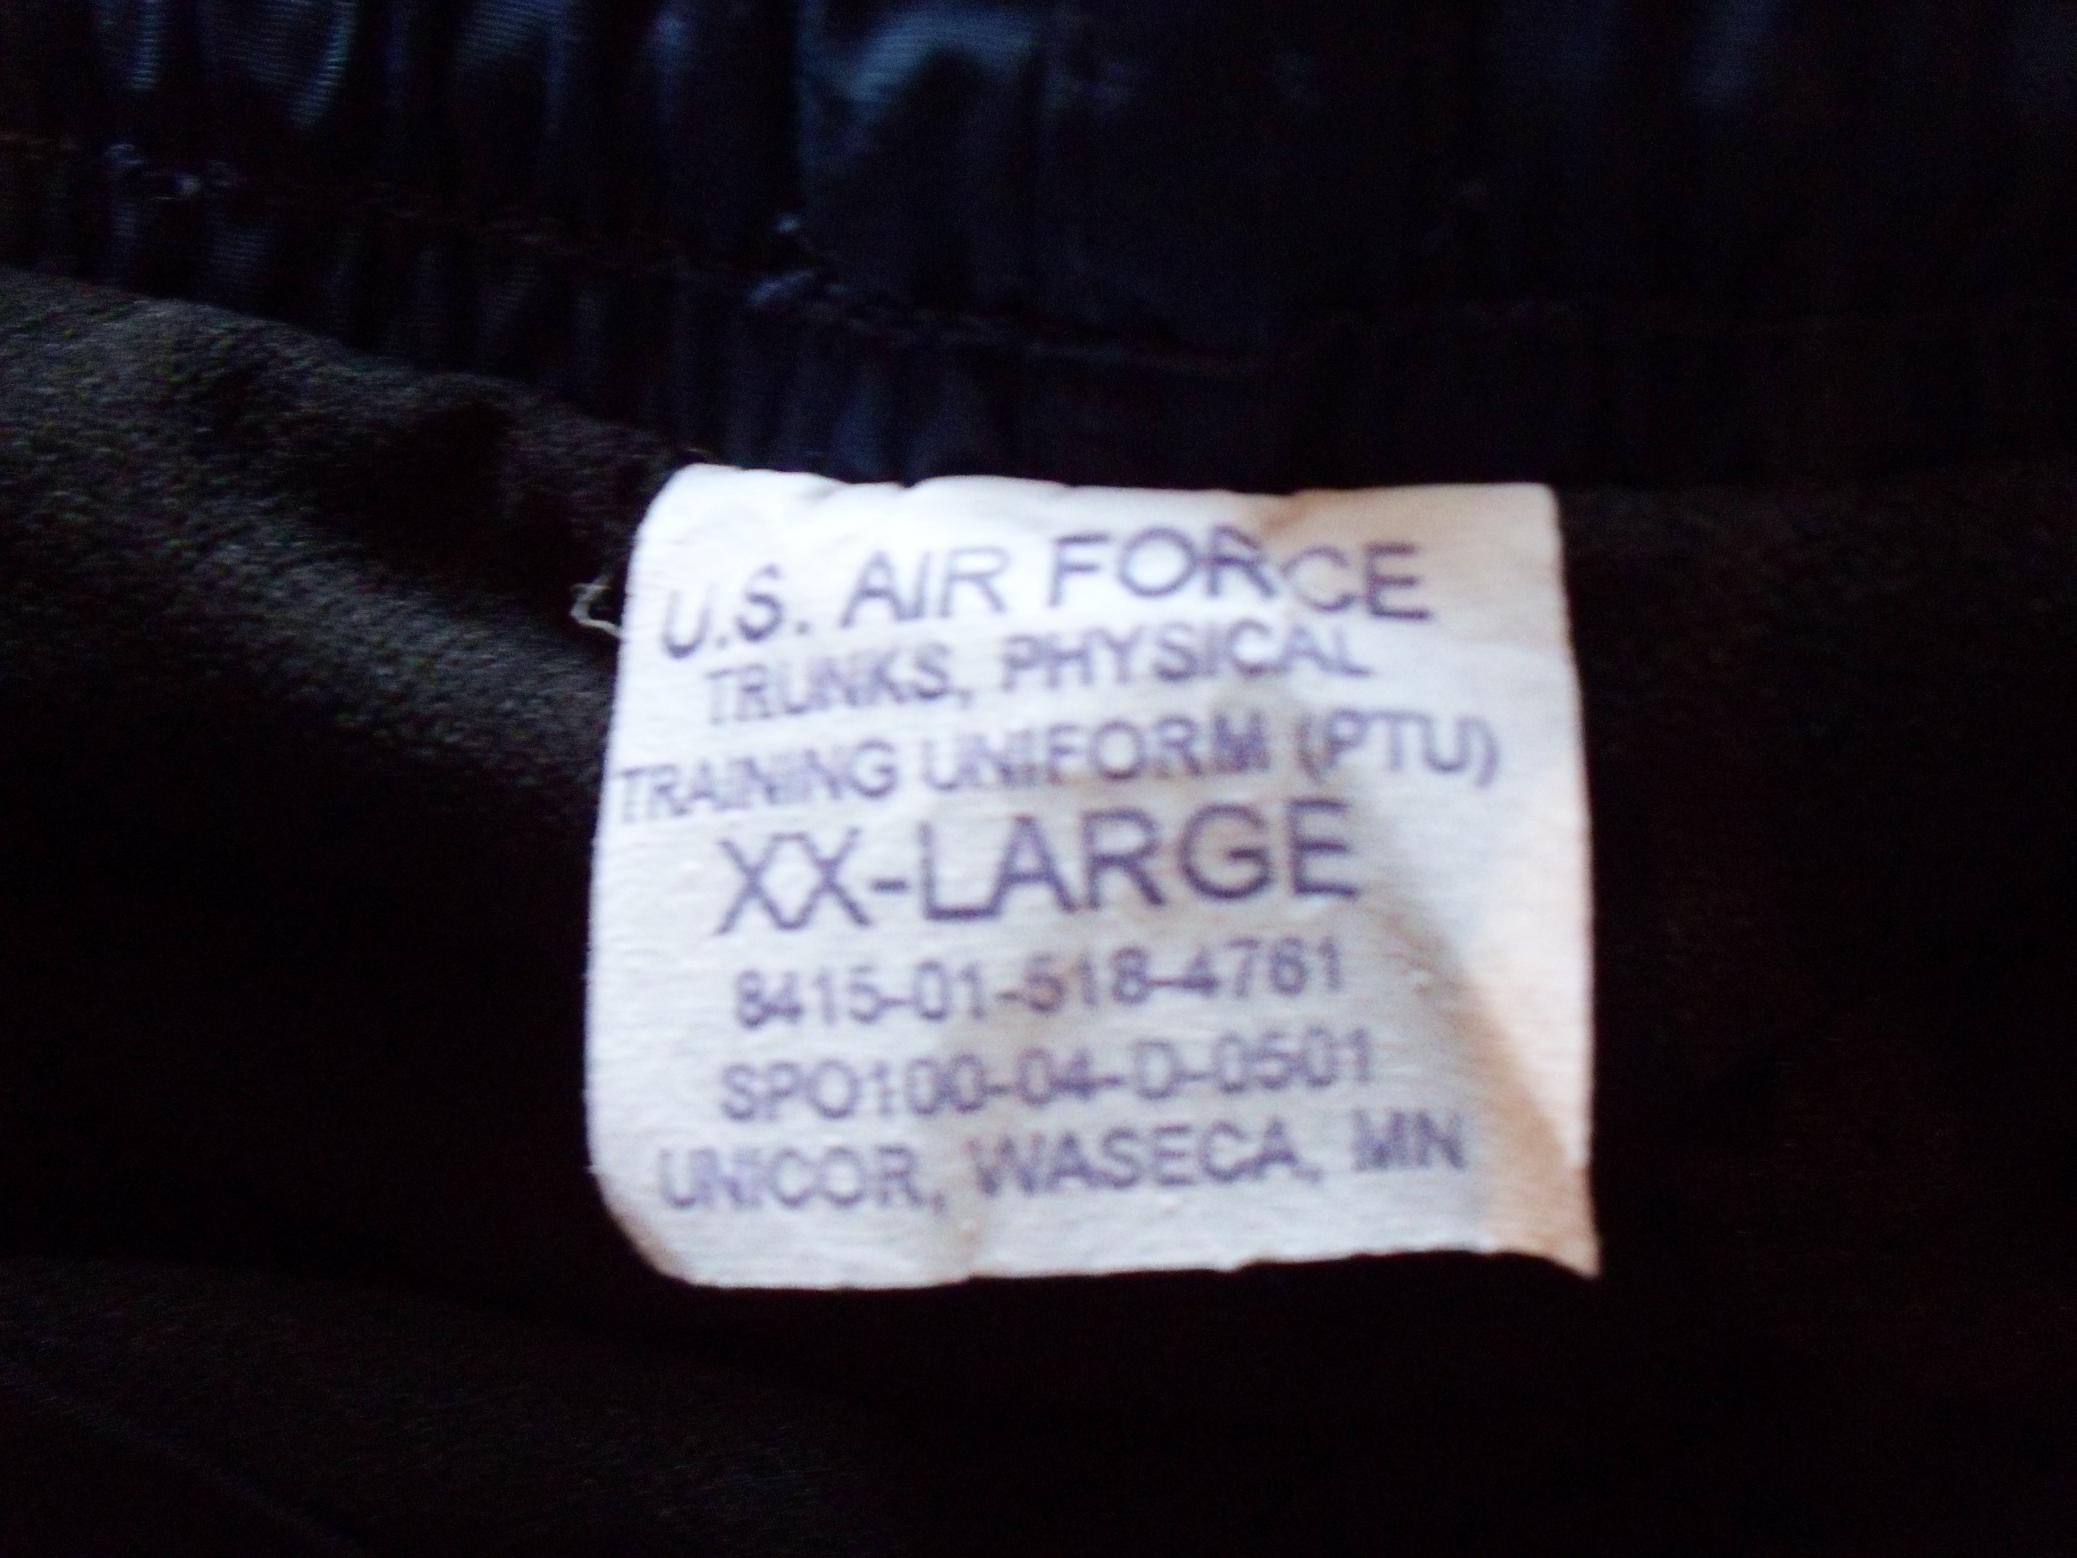 U.S. AIR FORCE
TRUNKS, PHYSICAL
TRAINING UNIFORM (PTU)
XX-LARGE
8415-01-518-4761
SPO100-04-D-0501
UNICOR, WASECA, MN